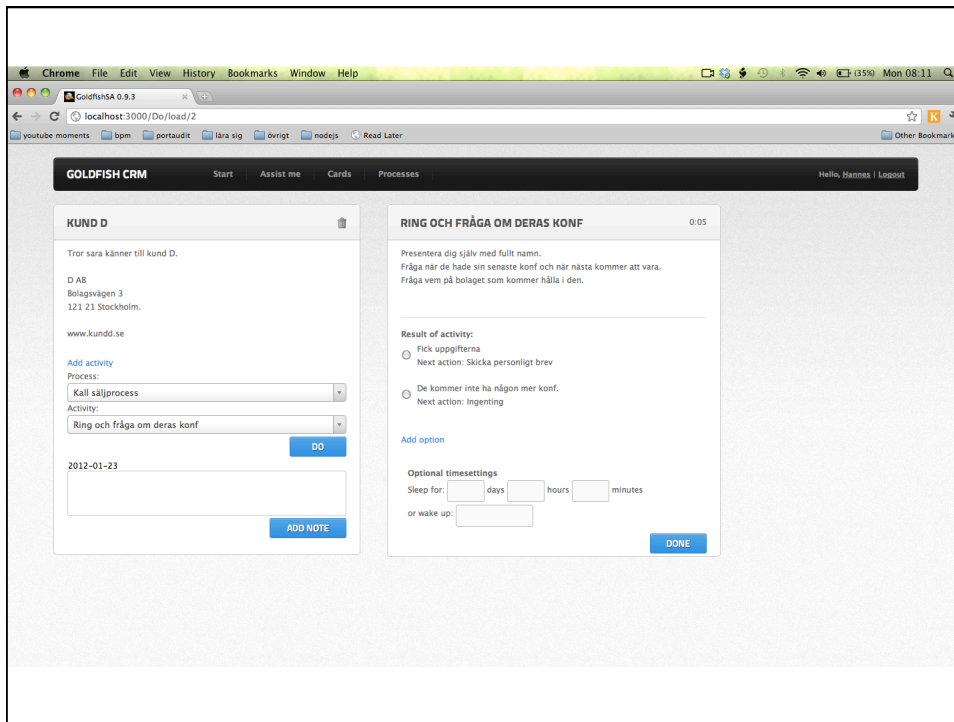 Chrome File Edit View History Bookmarks Window Help (35%) Mon 08:11
GoldfishSA 0.9.3
localhost:3000/Do/load/2
youtube moments bpm portaudit lära sig övrigt nodejs Read Later Other Bookmark
GOLDFISH CRM Start Assist me Cards Processes Hello, Hannes | Logout
KUND D
Tror sara känner till kund D.
D AB
Bolagsvägen 3
121 21 Stockholm.
www.kundd.se
Add activity
Process:
Kall säljprocess
Activity:
Ring och fråga om deras konf
DO
2012-01-23
ADD NOTE
RING OCH FRÅGA OM DERAS KONF 0:05
Presentera dig själv med fullt namn.
Fråga när de hade sin senaste konf och när nästa kommer att vara.
Fråga vem på bolaget som kommer hålla i den.
Result of activity:
Fick uppgifterna
Next action: Skicka personligt brev
De kommer inte ha någon mer konf.
Next action: Ingenting
Add option
Optional timesettings
Sleep for: days hours minutes
or wake up:
DONE